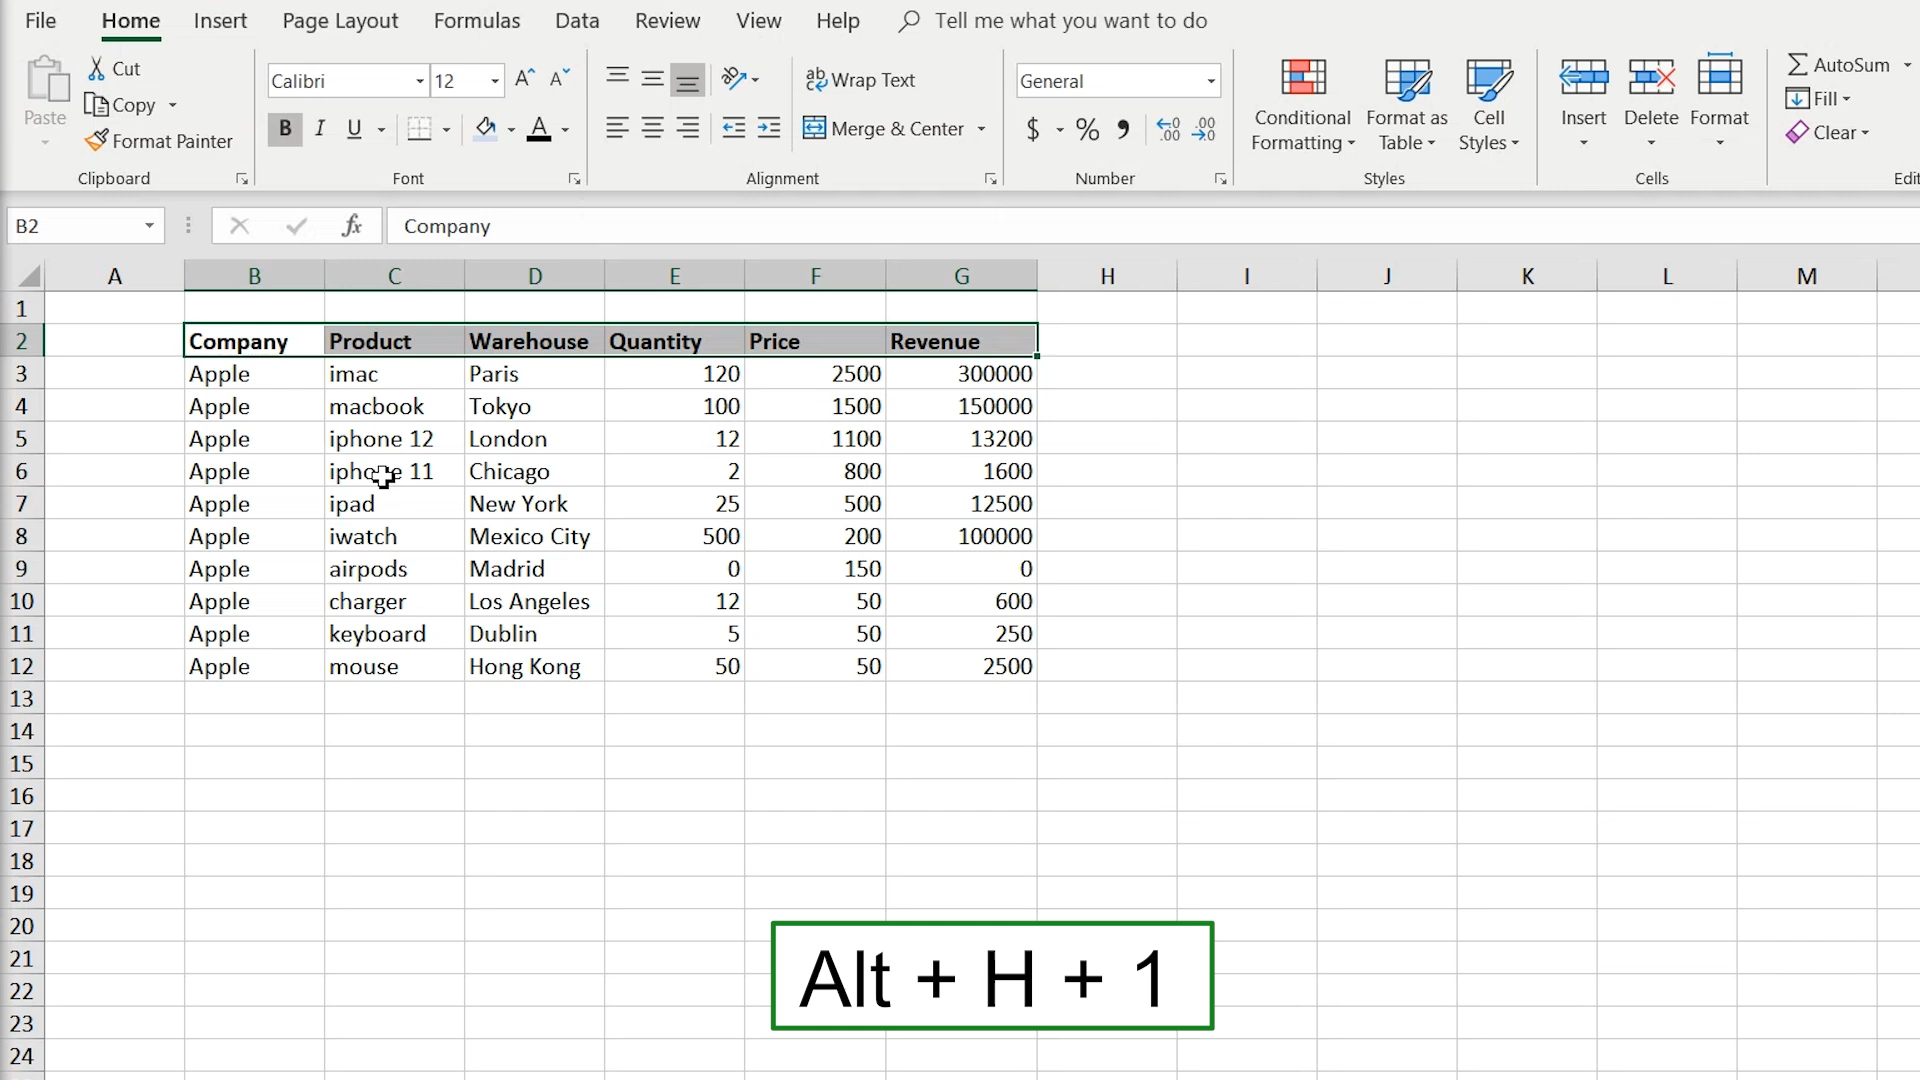 File Home Insert Page Layout Formulas Data Review View Help Tell me what you want to do
Paste
Cut
Copy
Format Painter
Clipboard
Calibri 12 A A
B I U A
Font
ab Wrap Text
Merge & Center
Alignment
General
$ % 9 .00 .0
Number
Conditional Formatting
Format as Table
Cell Styles
Styles
Insert Delete Format
Cells
AutoSum
Fill
Clear
Edit
B2 fx Company
A B C D E F G H I J K L M
1
2 Company Product Warehouse Quantity Price Revenue
3 Apple imac Paris 120 2500 300000
4 Apple macbook Tokyo 100 1500 150000
5 Apple iphone 12 London 12 1100 13200
6 Apple iphone 11 Chicago 2 800 1600
7 Apple ipad New York 25 500 12500
8 Apple iwatch Mexico City 500 200 100000
9 Apple airpods Madrid 0 150 0
10 Apple charger Los Angeles 12 50 600
11 Apple keyboard Dublin 5 50 250
12 Apple mouse Hong Kong 50 50 2500
13
14
15
16
17
18
19
20
21
22
23
24
Alt + H + 1